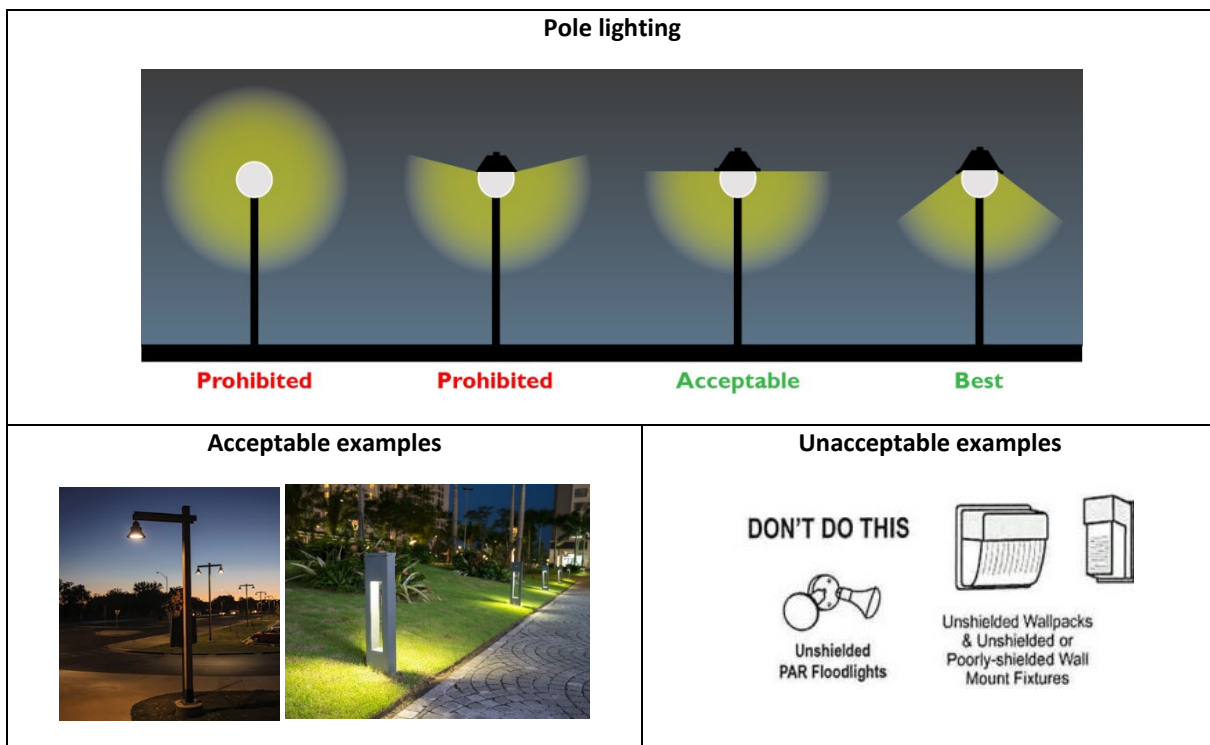 Pole lighting
Prohibited
Prohibited
Acceptable
Best
Acceptable examples
Unacceptable examples
DON'T DO THIS
Unshielded
PAR Floodlights
Unshielded Wallpacks
& Unshielded or
Poorly-shielded Wall
Mount Fixtures